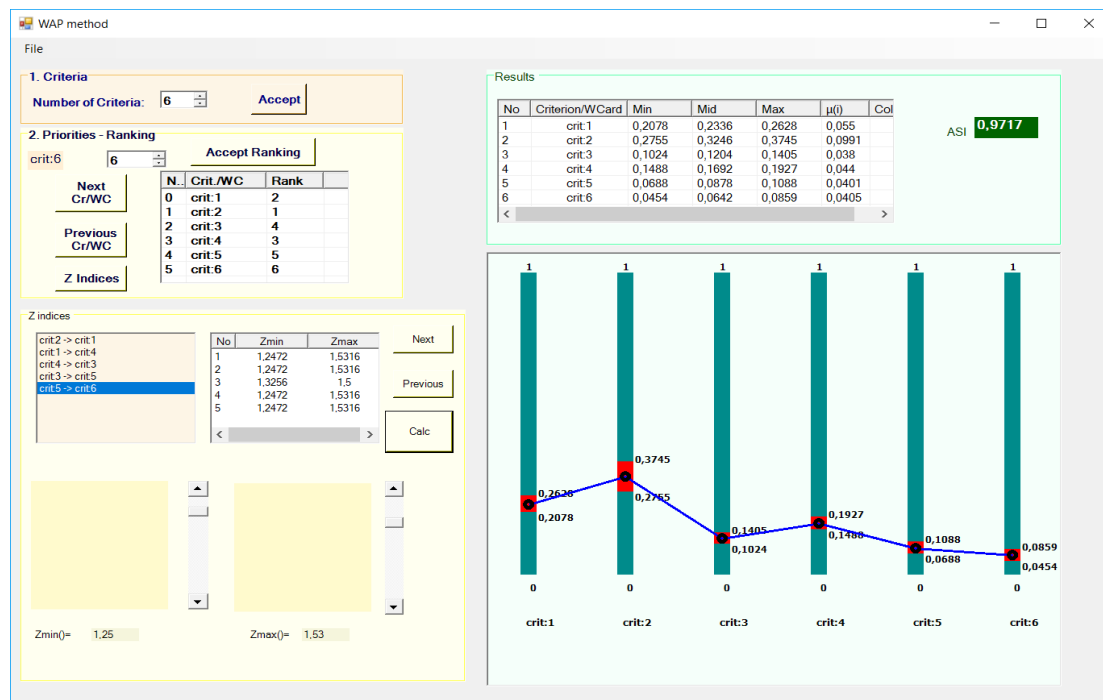 WAP method
File
1. Criteria
Number of Criteria: 6 Accept
2. Priorities - Ranking
crit:6 6 Accept Ranking
Next Cr/WC
Previous Cr/WC
Z Indices
N.. Crit./WC Rank
0 crit:1 2
1 crit:2 1
2 crit:3 4
3 crit:4 3
4 crit:5 5
5 crit:6 6
Z indices
crit:2 -> crit:1
crit:1 -> crit:4
crit:4 -> crit:3
crit:3 -> crit:5
crit:5 -> crit:6
No Zmin Zmax
1 1,2472 1,5316
2 1,2472 1,5316
3 1,3256 1,5
4 1,2472 1,5316
5 1,2472 1,5316
Next
Previous
Calc
Zmin()= 1,25 Zmax()= 1,53
Results
No Criterion/WCard Min Mid Max μ(i) Col
1 crit:1 0,2078 0,2336 0,2628 0,055
2 crit:2 0,2755 0,3246 0,3745 0,0991
3 crit:3 0,1024 0,1204 0,1405 0,038
4 crit:4 0,1488 0,1692 0,1927 0,044
5 crit:5 0,0688 0,0878 0,1088 0,0401
6 crit:6 0,0454 0,0642 0,0859 0,0405
ASI 0,9717
1 1 1 1 1 1
0,2628 0,3745 0,1405 0,1927 0,1088 0,0859
0,2078 0,2755 0,1024 0,1488 0,0688 0,0454
0 0 0 0 0 0
crit:1 crit:2 crit:3 crit:4 crit:5 crit:6